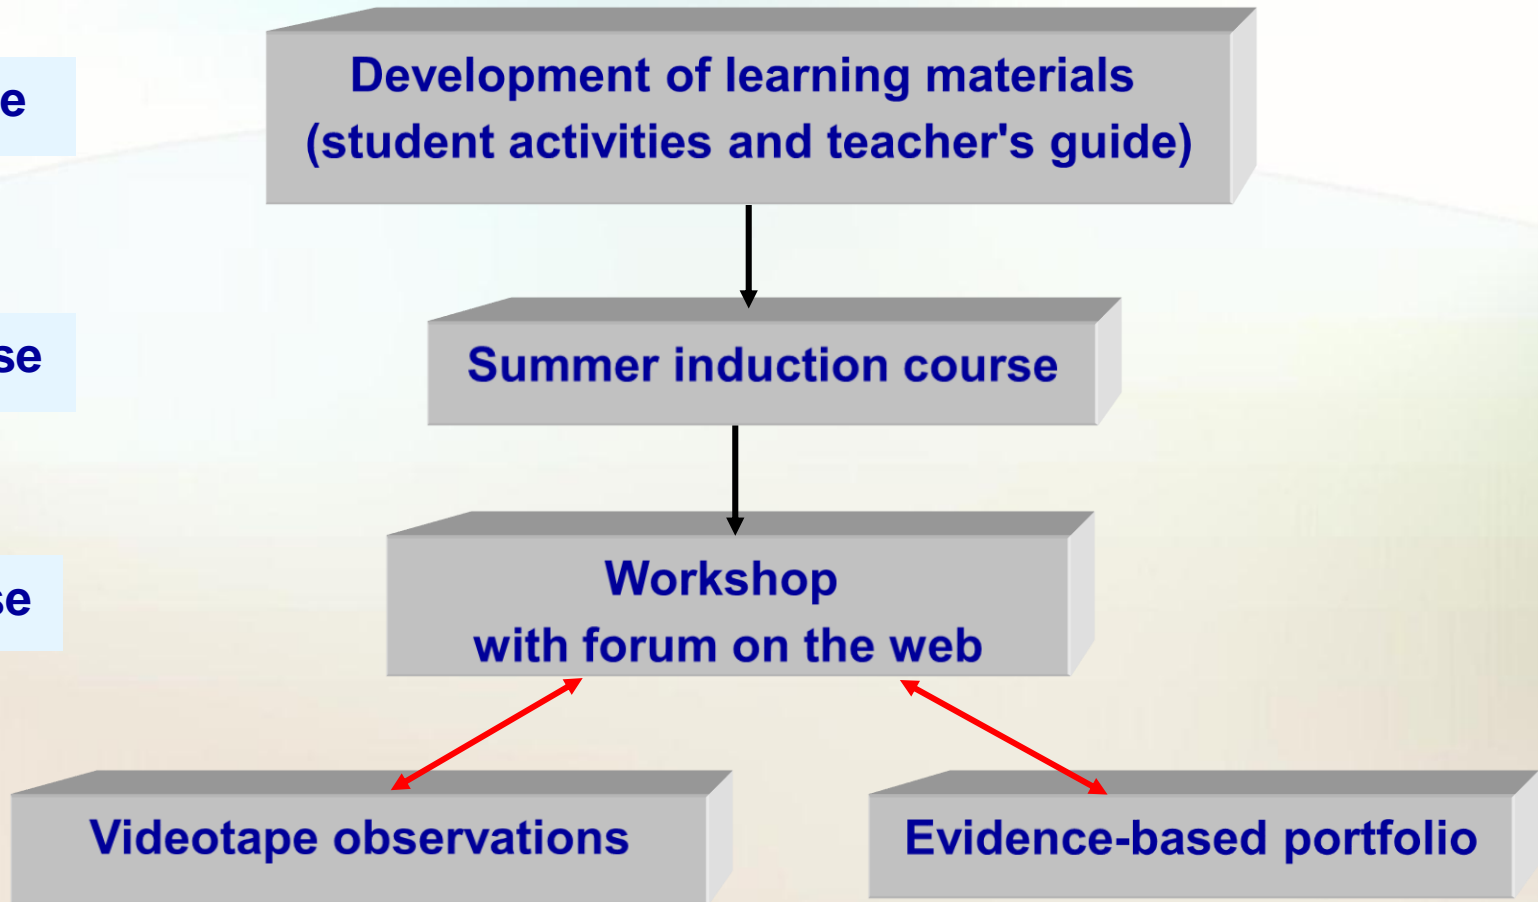 Development of learning materials
(student activities and teacher's guide)
Summer induction course
Workshop
with forum on the web
Videotape observations
Evidence-based portfolio